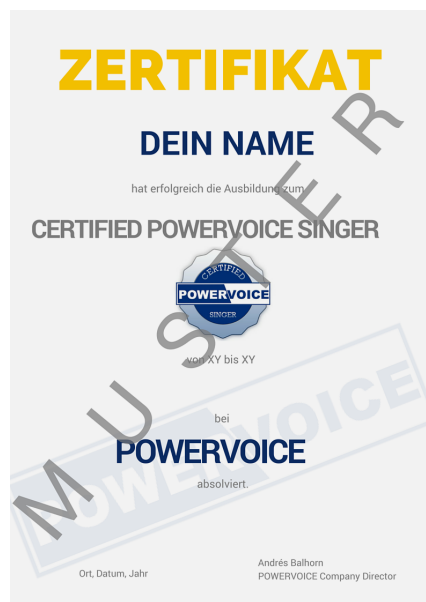 ZERTIFIKAT
DEIN NAME
hat erfolgreich die Ausbildung zum
CERTIFIED POWERVOICE SINGER
CERTIFIED
POWERVOICE
SINGER
von XY bis XY
bei
POWERVOICE
absolviert.
Ort, Datum, Jahr
Andrés Balhorn
POWERVOICE Company Director
MUSTER
POWERVOICE